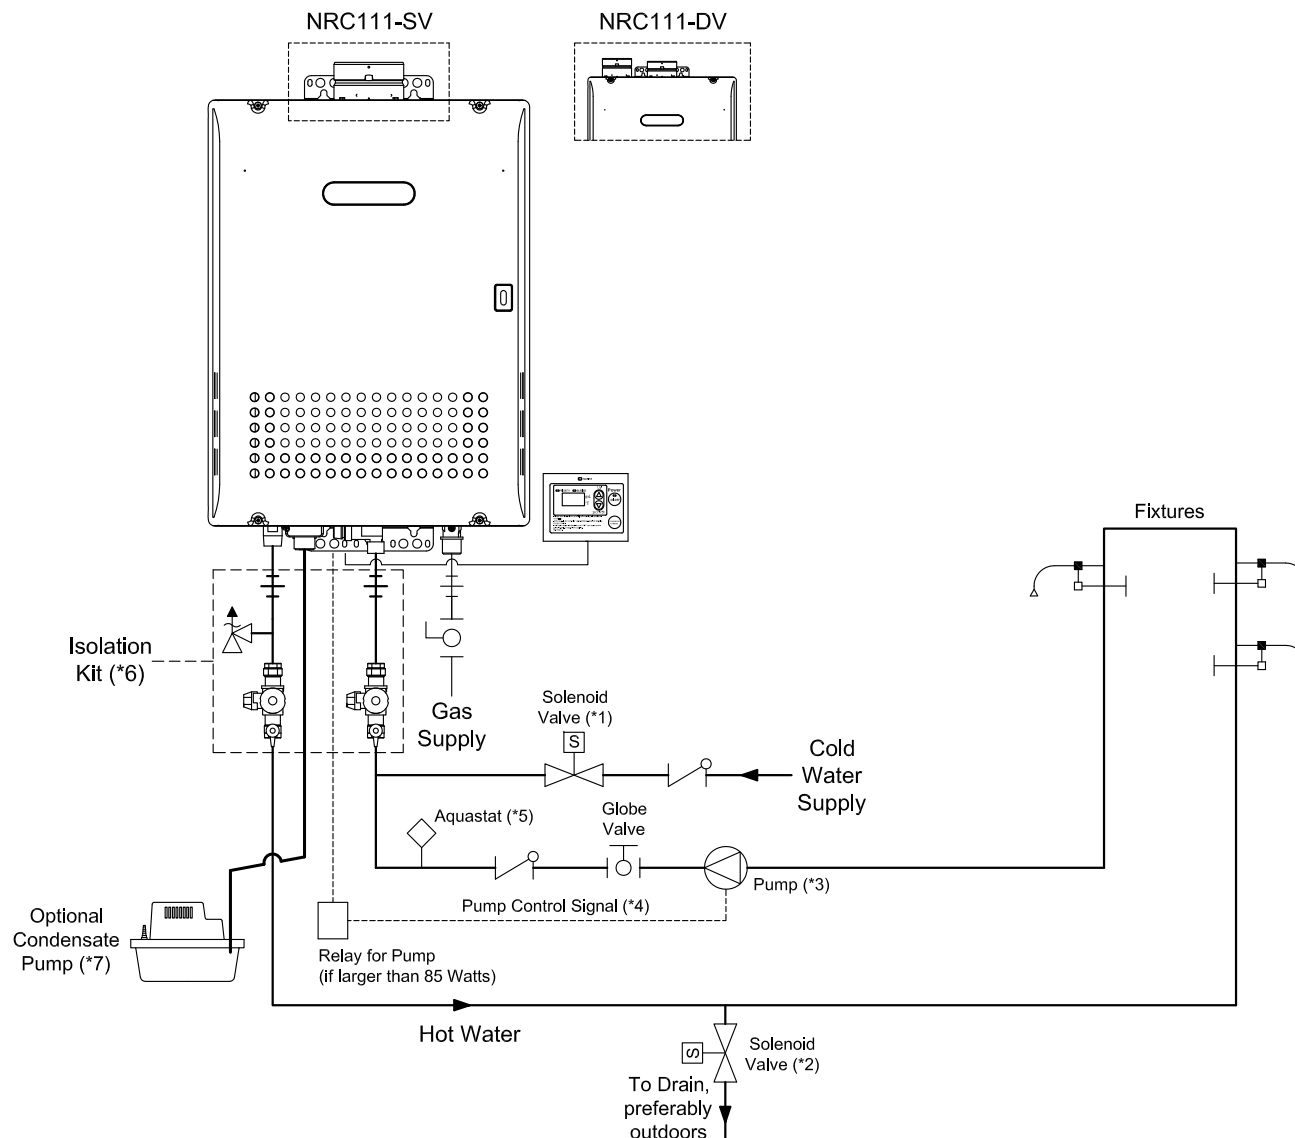 NRC111-SV
NRC111-DV
Power
Fixtures
Isolation
Kit (*6)
Gas
Supply
Solenoid
Valve (*1)
S
Cold
Water
Supply
Aquastat (*5)
Globe
Valve
Pump (*3)
Pump Control Signal (*4)
Optional
Condensate
Pump (*7)
Relay for Pump
(if larger than 85 Watts)
Hot Water
S
Solenoid
Valve (*2)
To Drain,
preferably
outdoors